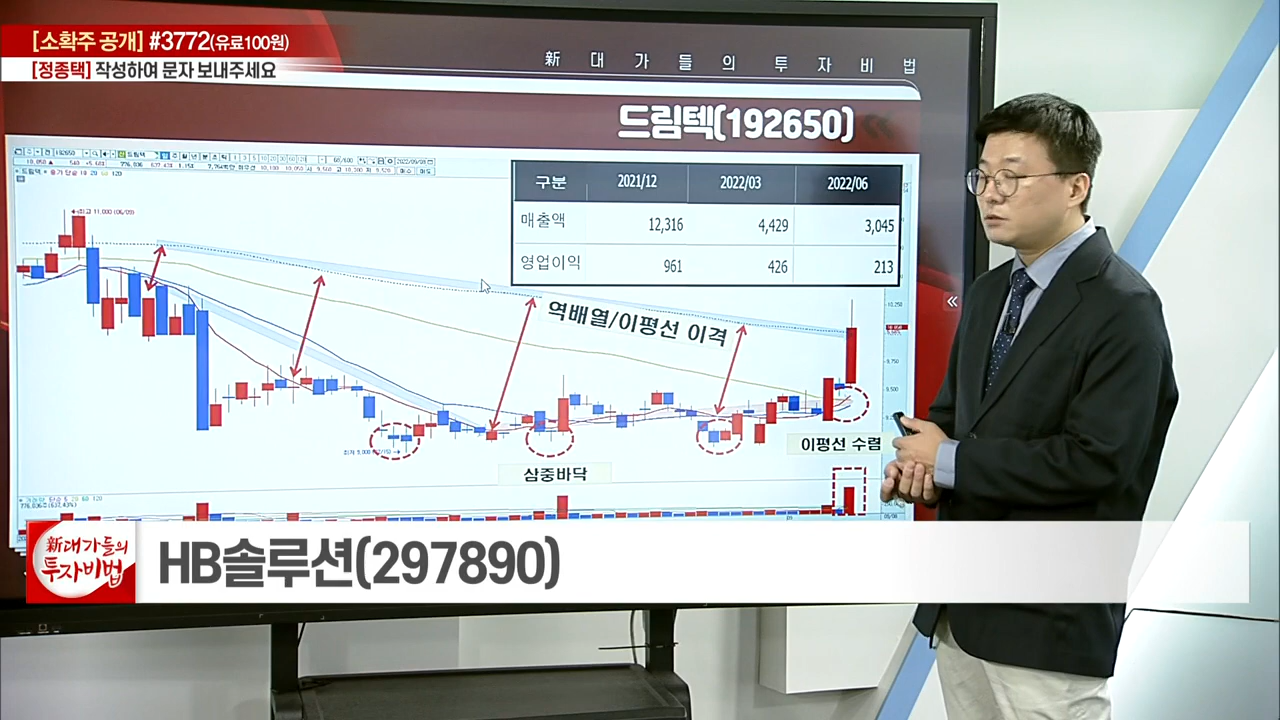 [소확주 공개] #3772(유료100원)
[정종택] 작성하여 문자 보내주세요
新 대 가 들 의 투 자 비 법
드림텍(192650)
구분 2021/12 2022/03 2022/06
매출액 12,316 4,429 3,045
영업이익 961 426 213
역배열/이평선 이격
이평선 수렴
삼중바닥
新대가들의
투자비법
HB솔루션(297890)